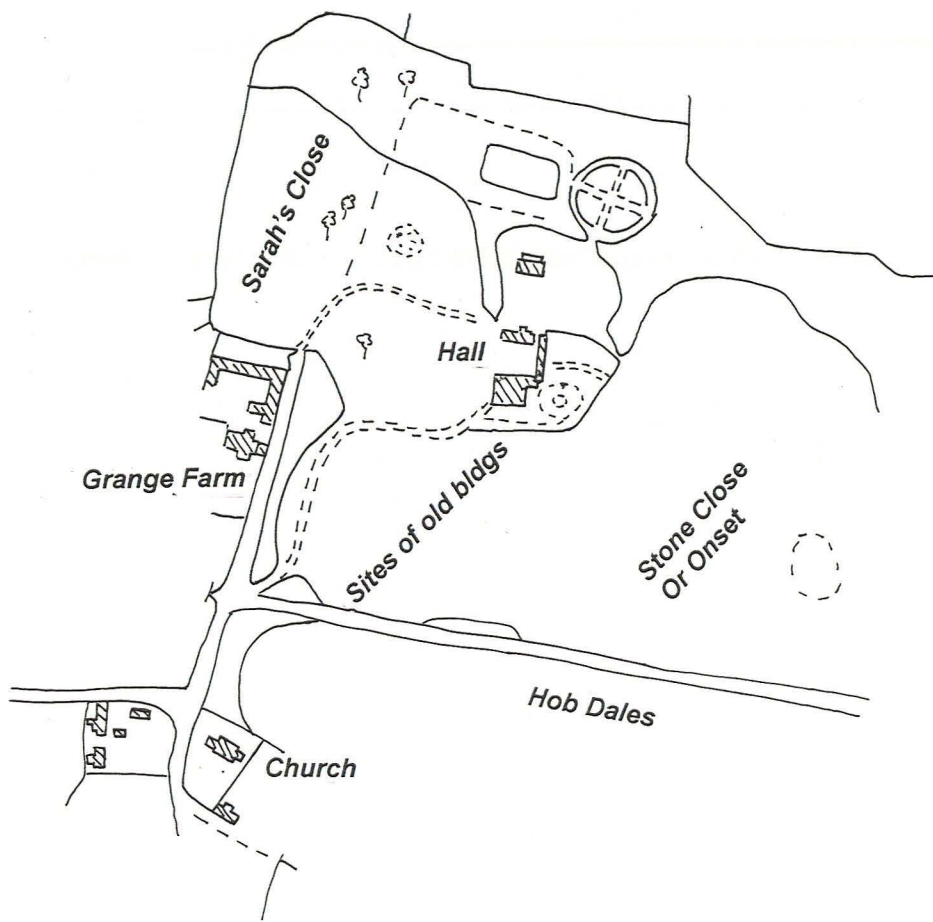 Sarah's Close
Hall
Grange Farm
Sites of old bldgs
Stone Close
Or Onset
Hob Dales
Church